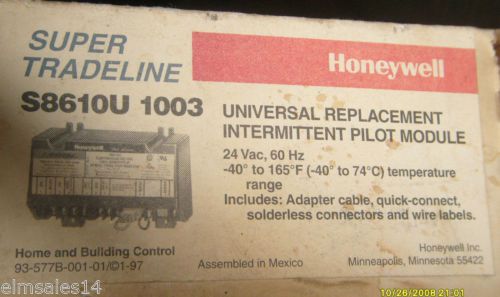 SUPER
TRADELINE
Honeywell
S8610U 1003
UNIVERSAL REPLACEMENT
INTERMITTENT PILOT MODULE
24 Vac, 60 Hz
-40° to 165°F (-40° to 74°C) temperature
range
Includes: Adapter cable, quick-connect,
solderless connectors and wire labels.
Honeywell
Home and Building Control
93-577B-001-01/©1-97
Assembled in Mexico
Honeywell Inc.
Minneapolis, Minnesota 55422
10/26/2008 21:01
elmsales14